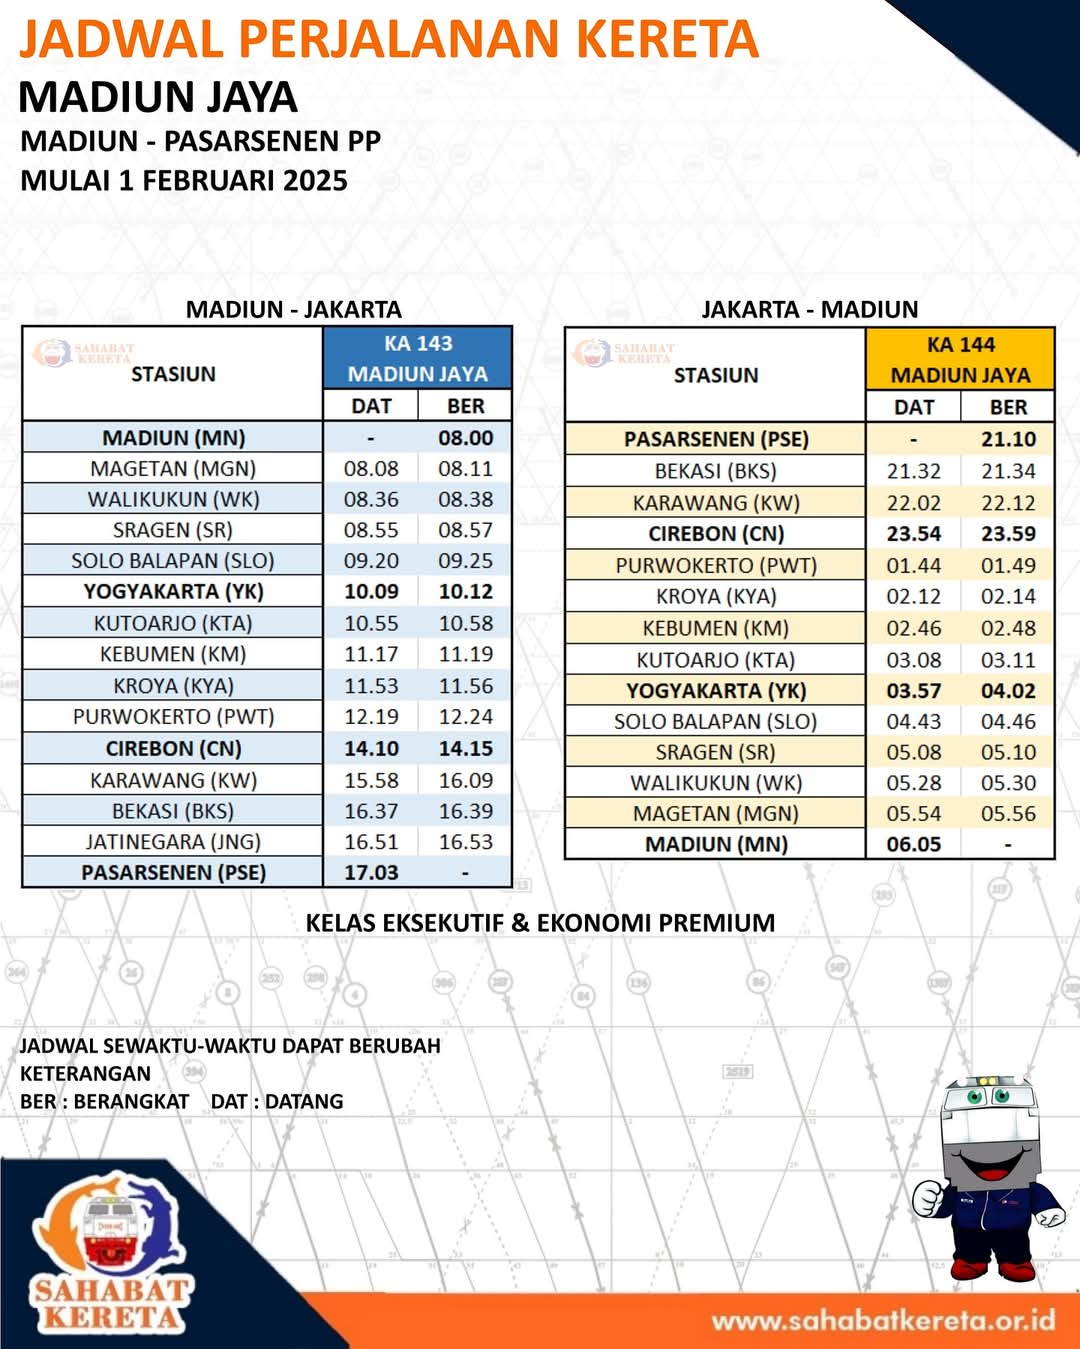 JADWAL PERJALANAN KERETA
MADIUN JAYA
MADIUN - PASARSENEN PP
MULAI 1 FEBRUARI 2025
MADIUN - JAKARTA
SAHABAT
KERETA
STASIUN
KA 143
MADIUN JAYA
DAT BER
MADIUN (MN) - 08.00
MAGETAN (MGN) 08.08 08.11
WALIKUKUN (WK) 08.36 08.38
SRAGEN (SR) 08.55 08.57
SOLO BALAPAN (SLO) 09.20 09.25
YOGYAKARTA (YK) 10.09 10.12
KUTOARJO (KTA) 10.55 10.58
KEBUMEN (KM) 11.17 11.19
KROYA (KYA) 11.53 11.56
PURWOKERTO (PWT) 12.19 12.24
CIREBON (CN) 14.10 14.15
KARAWANG (KW) 15.58 16.09
BEKASI (BKS) 16.37 16.39
JATINEGARA (JNG) 16.51 16.53
PASARSENEN (PSE) 17.03 -
JAKARTA - MADIUN
SAHABAT
KERETA
STASIUN
KA 144
MADIUN JAYA
DAT BER
PASARSENEN (PSE) - 21.10
BEKASI (BKS) 21.32 21.34
KARAWANG (KW) 22.02 22.12
CIREBON (CN) 23.54 23.59
PURWOKERTO (PWT) 01.44 01.49
KROYA (KYA) 02.12 02.14
KEBUMEN (KM) 02.46 02.48
KUTOARJO (KTA) 03.08 03.11
YOGYAKARTA (YK) 03.57 04.02
SOLO BALAPAN (SLO) 04.43 04.46
SRAGEN (SR) 05.08 05.10
WALIKUKUN (WK) 05.28 05.30
MAGETAN (MGN) 05.54 05.56
MADIUN (MN) 06.05 -
KELAS EKSEKUTIF & EKONOMI PREMIUM
JADWAL SEWAKTU-WAKTU DAPAT BERUBAH
KETERANGAN
BER : BERANGKAT DAT : DATANG
SAHABAT
KERETA
www.sahabatkereta.or.id